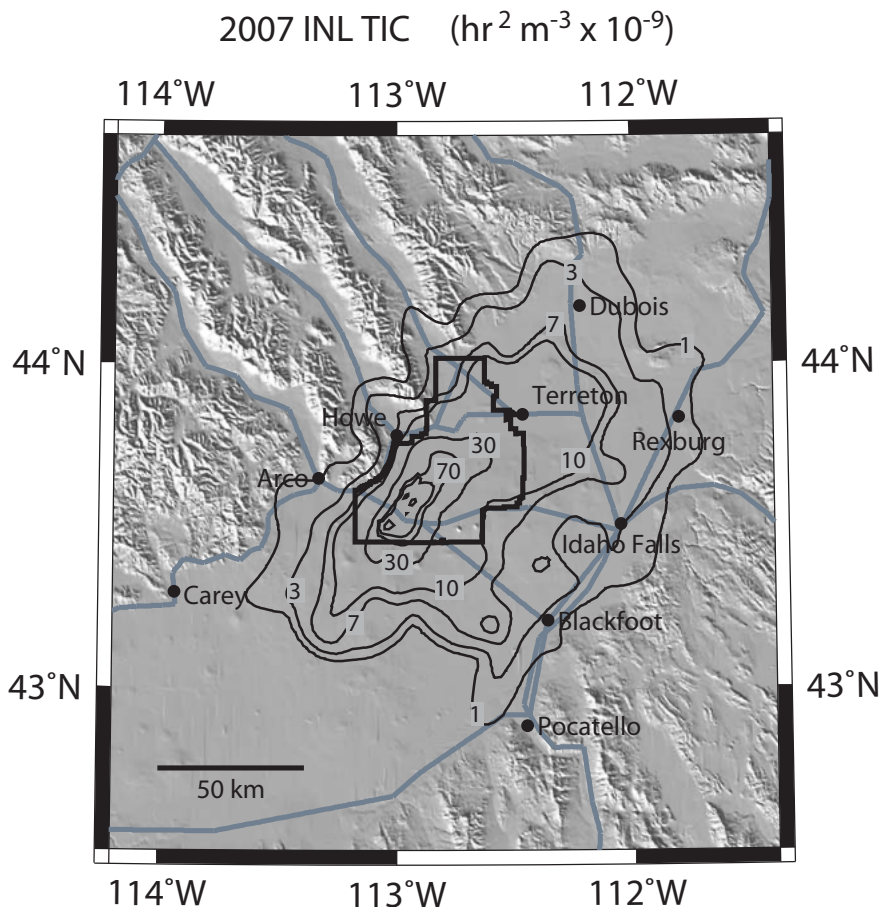 2007 INL TIC (hr² m⁻³ x 10⁻⁹)
114˚W 113˚W 112˚W
3
Dubois
7
1
44˚N 44˚N
Terreton
Howe
Rexburg
30
10
70
Arco
Idaho Falls
30
Carey
3
10
7
Blackfoot
43˚N 43˚N
1
Pocatello
50 km
114˚W 113˚W 112˚W